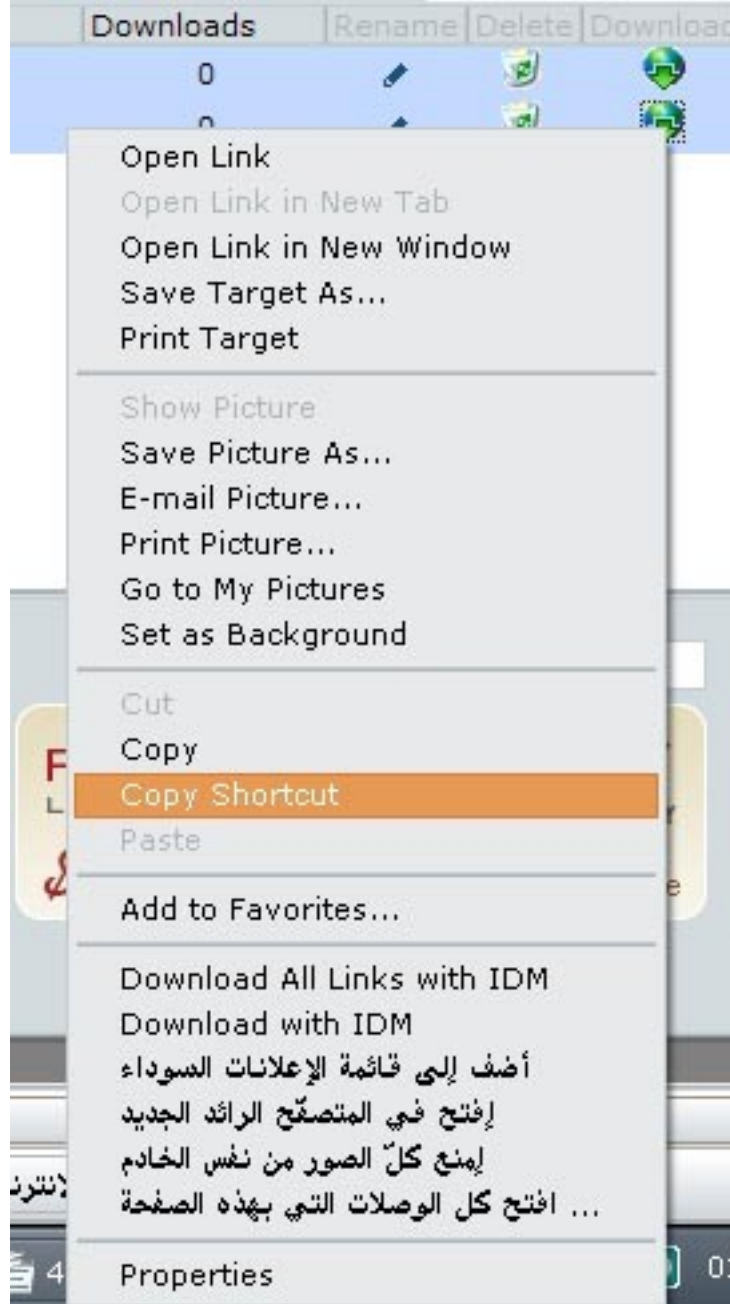 Downloads Rename Delete Download
0
Open Link
Open Link in New Tab
Open Link in New Window
Save Target As...
Print Target
Show Picture
Save Picture As...
E-mail Picture...
Print Picture...
Go to My Pictures
Set as Background
Cut
Copy
Copy Shortcut
Paste
Add to Favorites...
Download All Links with IDM
Download with IDM
أضف إلى قائمة الإعلانات السوداء
إفتح في المتصفّح الرائد الجديد
إمنع كلّ الصور من نفس الخادم
افتح كل الوصلات التي بهذه الصفحة ...
Properties
4